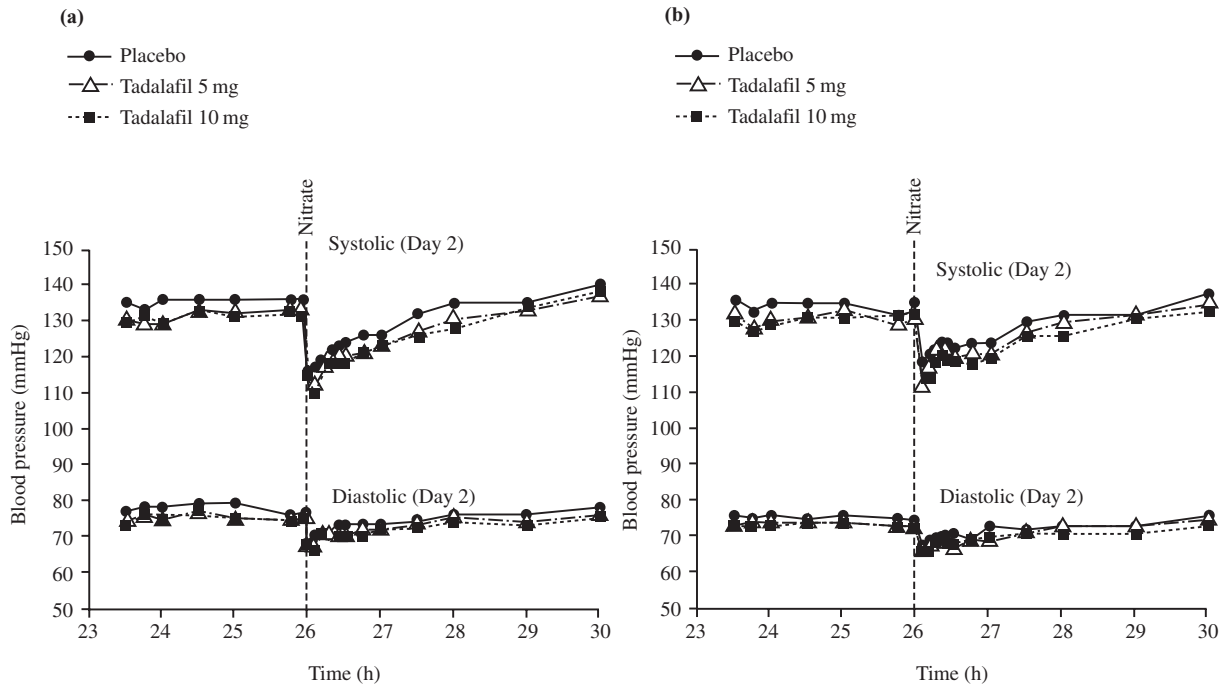 (a)
Placebo
Tadalafil 5 mg
Tadalafil 10 mg
Nitrate
Systolic (Day 2)
Diastolic (Day 2)
Blood pressure (mmHg)
150
140
130
120
110
100
90
80
70
60
50
23 24 25 26 27 28 29 30
Time (h)
(b)
Placebo
Tadalafil 5 mg
Tadalafil 10 mg
Nitrate
Systolic (Day 2)
Diastolic (Day 2)
Blood pressure (mmHg)
150
140
130
120
110
100
90
80
70
60
50
23 24 25 26 27 28 29 30
Time (h)